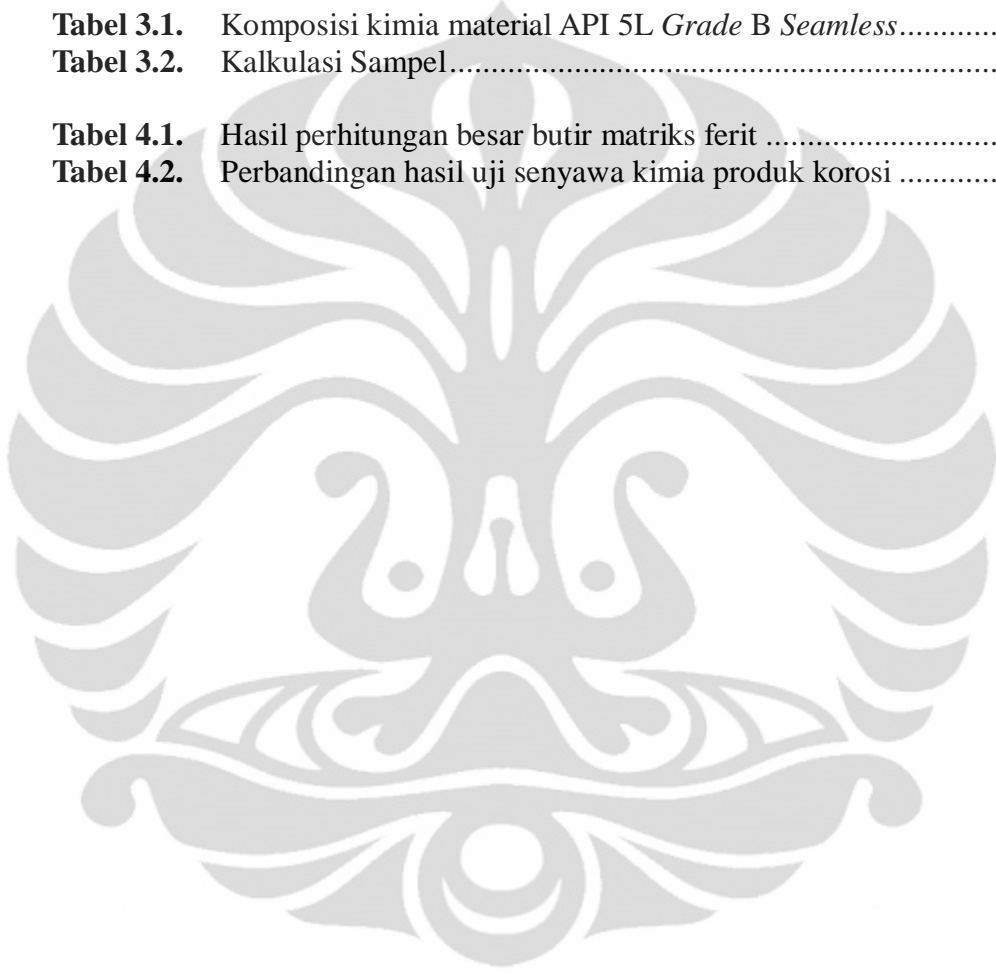 Tabel 3.1. Komposisi kimia material API 5L Grade B Seamless............
Tabel 3.2. Kalkulasi Sampel.....................................................................
Tabel 4.1. Hasil perhitungan besar butir matriks ferit .........................
Tabel 4.2. Perbandingan hasil uji senyawa kimia produk korosi ............